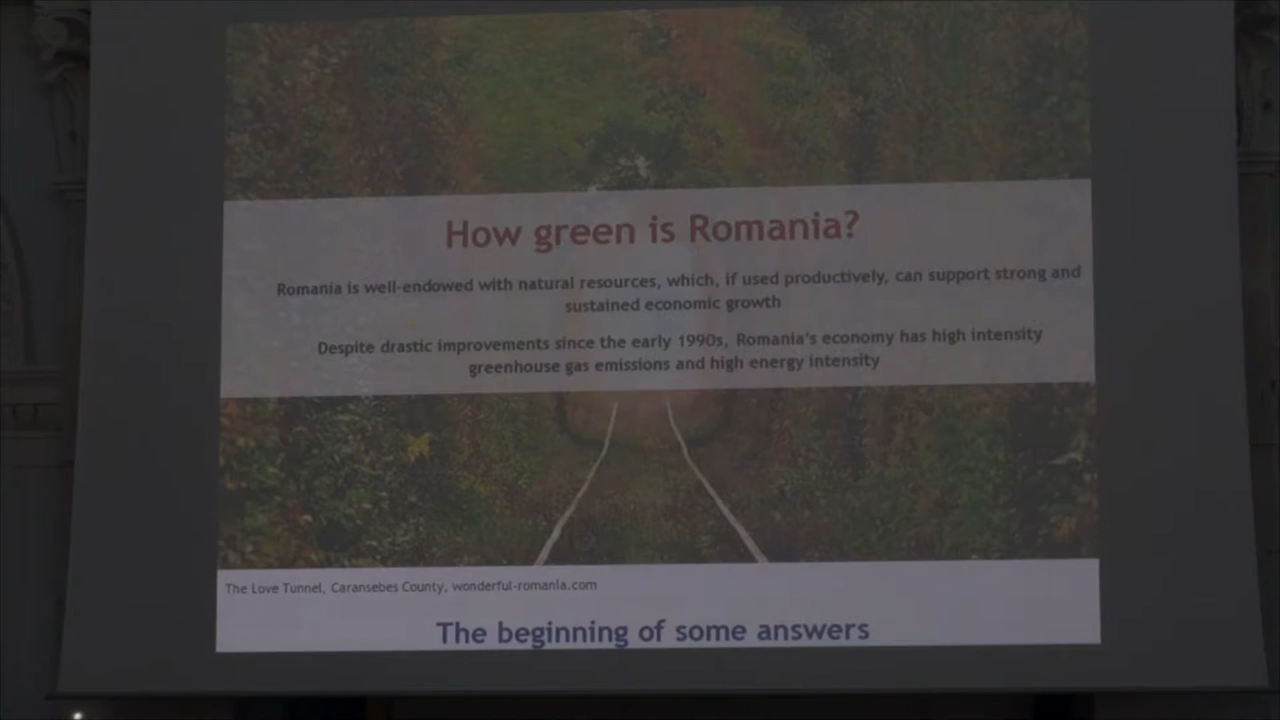 How green is Romania?
Romania is well-endowed with natural resources, which, if used productively, can support strong and
sustained economic growth
Despite drastic improvements since the early 1990s, Romania's economy has high intensity
greenhouse gas emissions and high energy intensity
The Love Tunnel, Caransebes County, wonderful-romania.com
The beginning of some answers